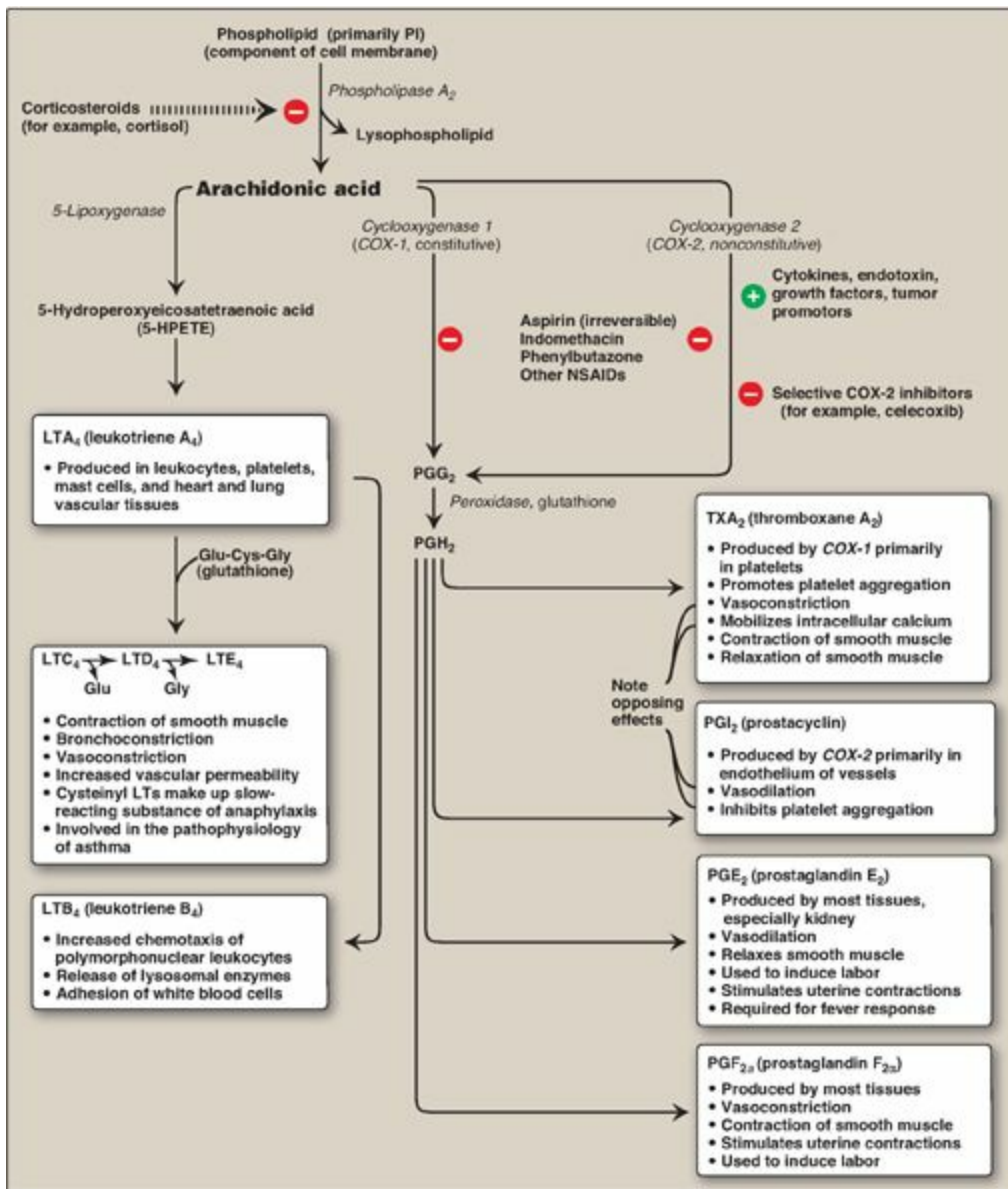 Phospholipid (primarily PI)
(component of cell membrane)
Phospholipase A₂
Corticosteroids
(for example, cortisol)
Lysophospholipid
Arachidonic acid
5-Lipoxygenase
Cyclooxygenase 1
(COX-1, constitutive)
Cyclooxygenase 2
(COX-2, nonconstitutive)
Cytokines, endotoxin,
growth factors, tumor
promotors
5-Hydroperoxyeicosatetraenoic acid
(5-HPETE)
Aspirin (irreversible)
Indomethacin
Phenylbutazone
Other NSAIDs
Selective COX-2 inhibitors
(for example, celecoxib)
LTA₄ (leukotriene A₄)
• Produced in leukocytes, platelets,
mast cells, and heart and lung
vascular tissues
PGG₂
Peroxidase, glutathione
PGH₂
Glu-Cys-Gly
(glutathione)
TXA₂ (thromboxane A₂)
• Produced by COX-1 primarily
in platelets
• Promotes platelet aggregation
• Vasoconstriction
• Mobilizes intracellular calcium
• Contraction of smooth muscle
• Relaxation of smooth muscle
LTC₄ LTD₄ LTE₄
Glu Gly
• Contraction of smooth muscle
• Bronchoconstriction
• Vasoconstriction
• Increased vascular permeability
• Cysteinyl LTs make up slow-
reacting substance of anaphylaxis
• Involved in the pathophysiology
of asthma
Note
opposing
effects
PGI₂ (prostacyclin)
• Produced by COX-2 primarily in
endothelium of vessels
• Vasodilation
• Inhibits platelet aggregation
LTB₄ (leukotriene B₄)
• Increased chemotaxis of
polymorphonuclear leukocytes
• Release of lysosomal enzymes
• Adhesion of white blood cells
PGE₂ (prostaglandin E₂)
• Produced by most tissues,
especially kidney
• Vasodilation
• Relaxes smooth muscle
• Used to induce labor
• Stimulates uterine contractions
• Required for fever response
PGF₂α (prostaglandin F₂α)
• Produced by most tissues
• Vasoconstriction
• Contraction of smooth muscle
• Stimulates uterine contractions
• Used to induce labor